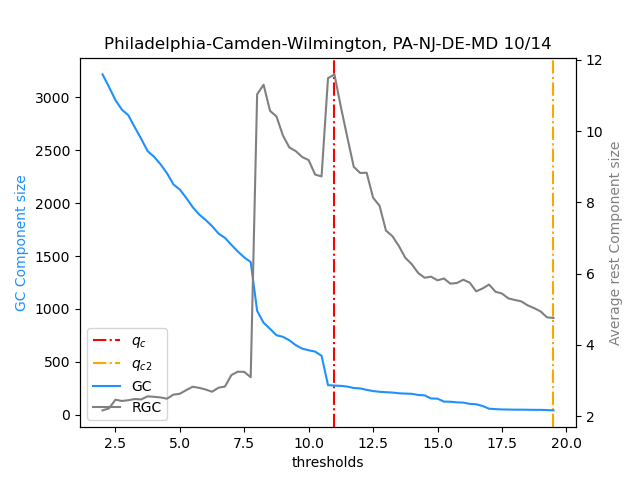 Philadelphia-Camden-Wilmington, PA-NJ-DE-MD 10/14
GC Component size
3000
2500
2000
1500
1000
500
0
12
10
8
6
4
2
Average rest Component size
q_c
q_{c2}
GC
RGC
2.5 5.0 7.5 10.0 12.5 15.0 17.5 20.0
thresholds